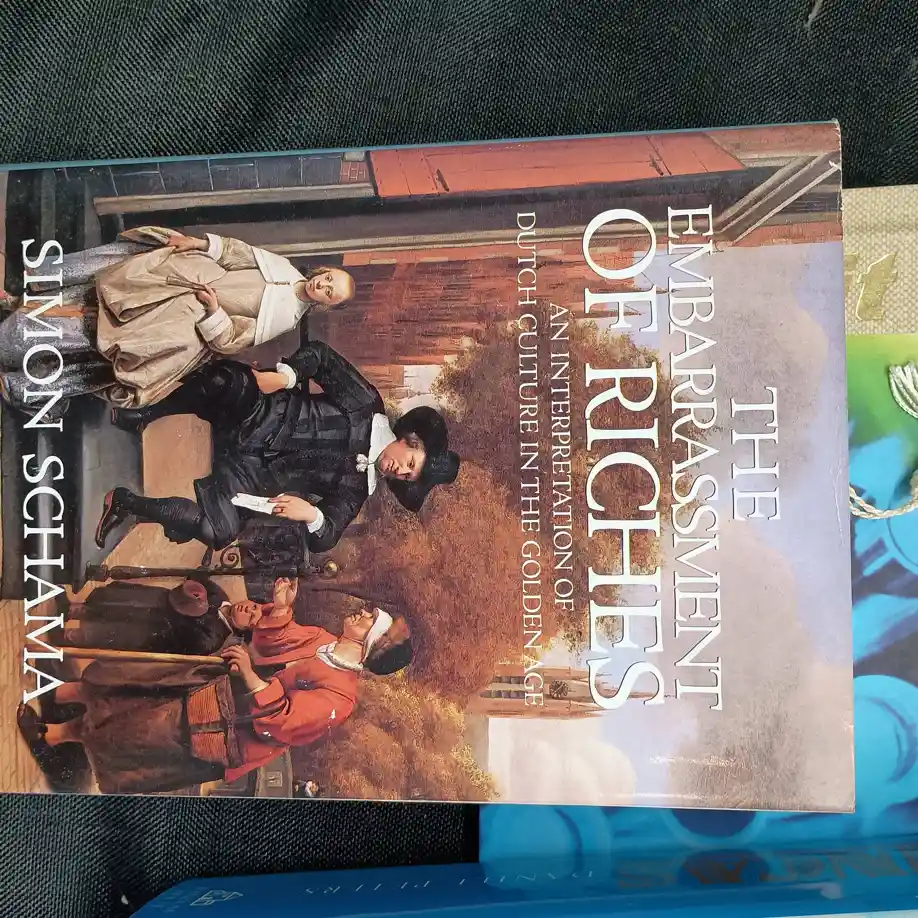 THE
EMBARRASSMENT
OF RICHES
AN INTERPRETATION OF
DUTCH CULTURE IN THE GOLDEN AGE
SIMON SCHAMA